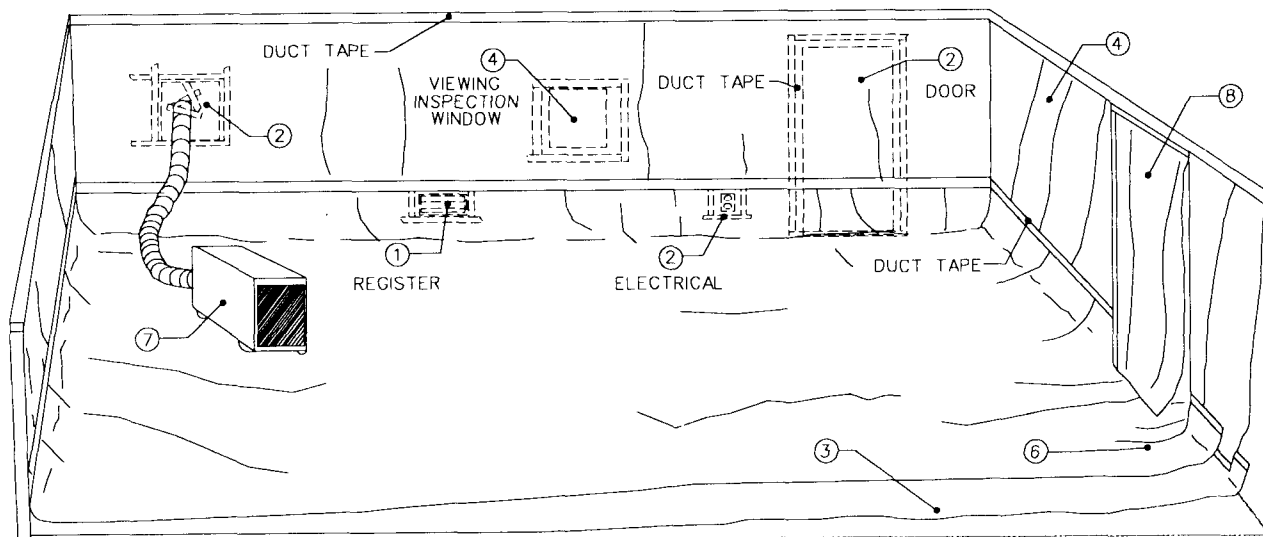 DUCT TAPE
4
4
VIEWING
INSPECTION
WINDOW
DUCT TAPE
2
DOOR
8
2
1
REGISTER
2
ELECTRICAL
DUCT TAPE
7
3
6